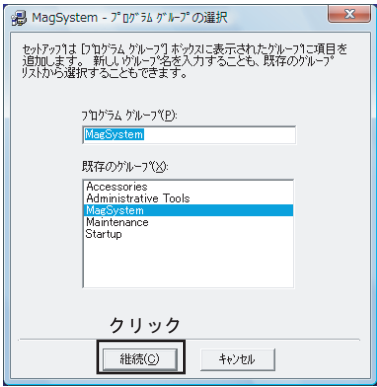 MagSystem - ﾌﾟﾛｸﾞﾗﾑ ｸﾞﾙｰﾌﾟの選択
ｾｯﾄｱｯﾌﾟは [ﾌﾟﾛｸﾞﾗﾑ ｸﾞﾙｰﾌﾟ] ﾎﾞｯｸｽに表示されたｸﾞﾙｰﾌﾟに項目を
追加します。 新しいｸﾞﾙｰﾌﾟ名を入力することも、既存のｸﾞﾙｰﾌﾟ
ﾘｽﾄから選択することもできます。
ﾌﾟﾛｸﾞﾗﾑ ｸﾞﾙｰﾌﾟ(P):
MagSystem
既存のｸﾞﾙｰﾌﾟ(X):
Accessories
Administrative Tools
MagSystem
Maintenance
Startup
クリック
継続(C)
ｷｬﾝｾﾙ